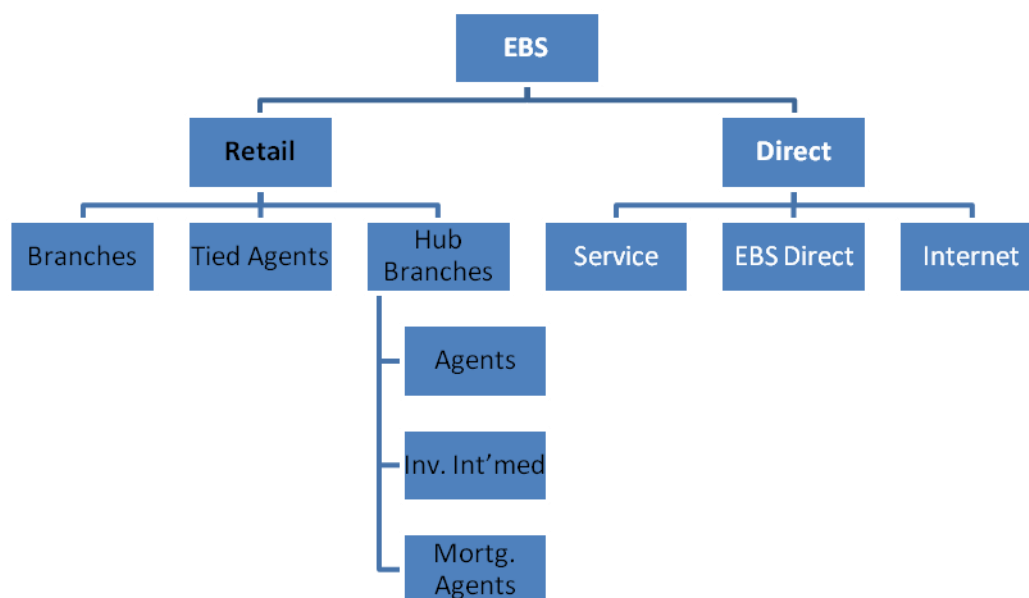 EBS
Retail
Direct
Branches
Tied Agents
Hub
Branches
Service
EBS Direct
Internet
Agents
Inv. Int’med
Mortg.
Agents